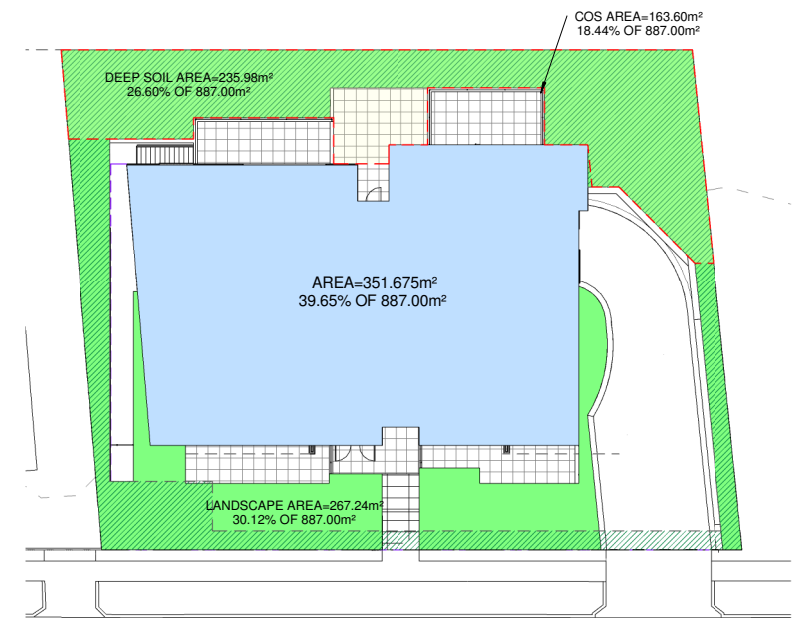 COS AREA=163.60m²
18.44% OF 887.00m²
DEEP SOIL AREA=235.98m²
26.60% OF 887.00m²
AREA=351.675m²
39.65% OF 887.00m²
LANDSCAPE AREA=267.24m²
30.12% OF 887.00m²